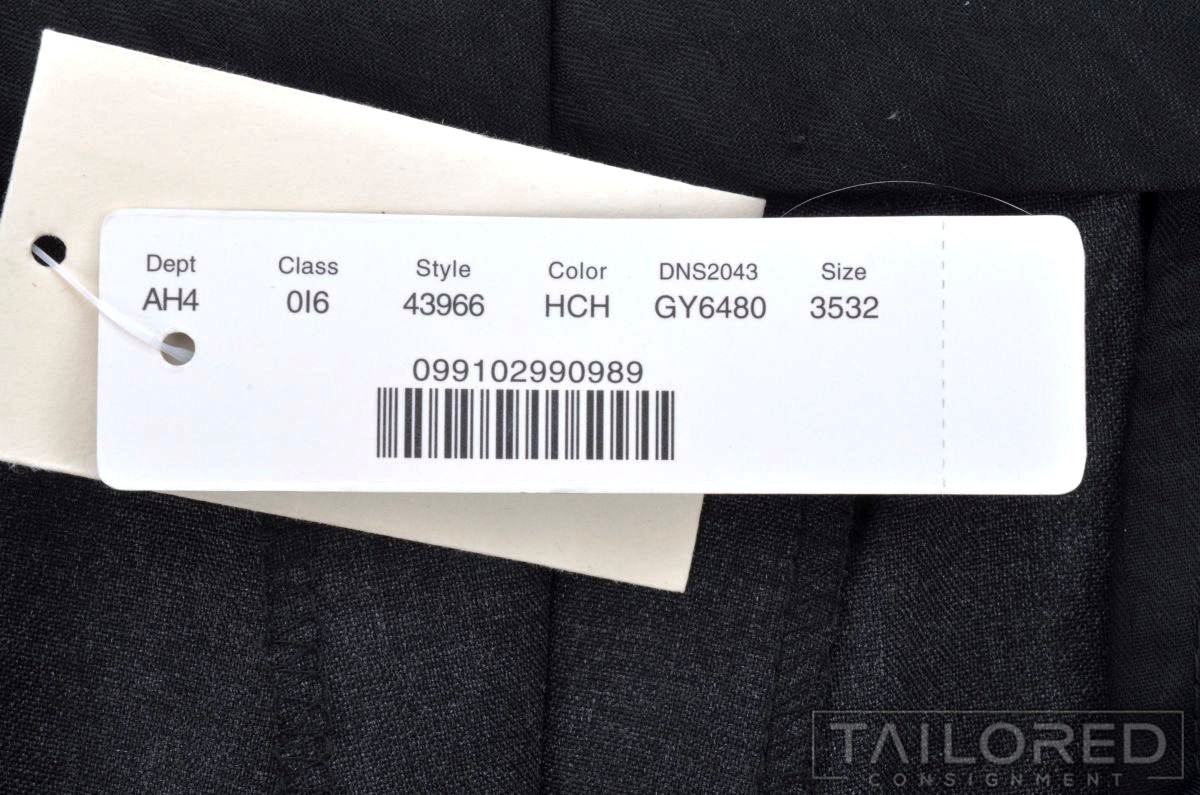 Dept Class Style Color DNS2043 Size
AH4 0I6 43966 HCH GY6480 3532
099102990989
TAILORED
CONSIGNMENT